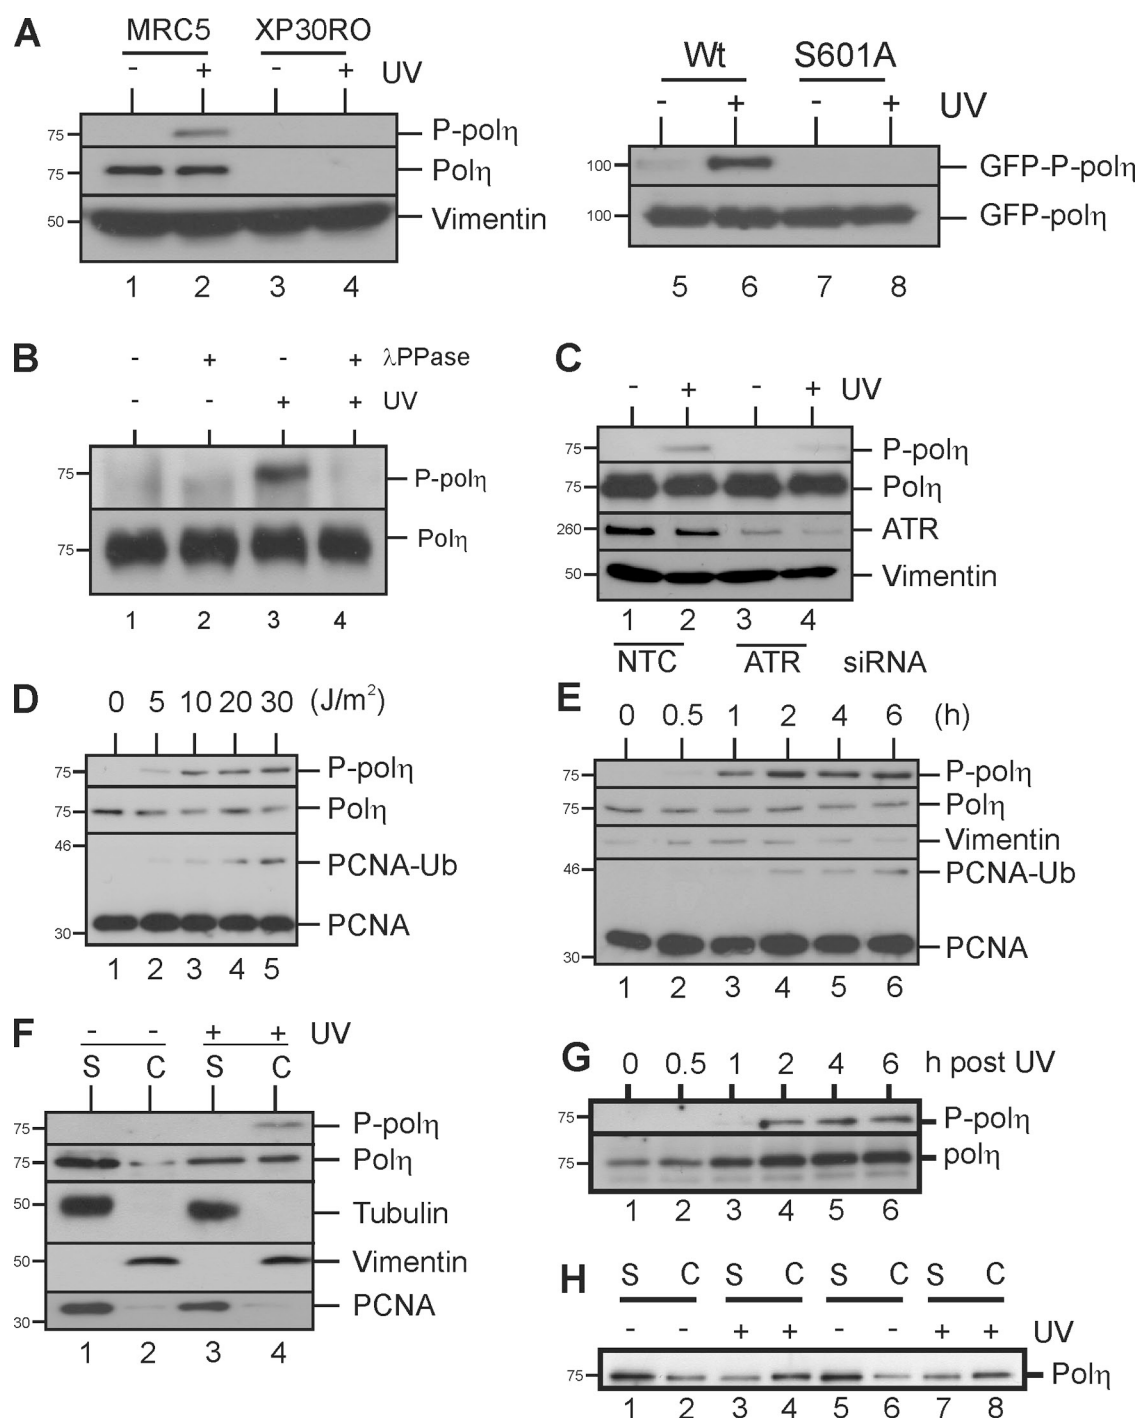 A
MRC5 XP30RO
- + - + UV
75 P-polη
75 Polη
50 Vimentin
1 2 3 4
Wt S601A
- + - + UV
100 GFP-P-polη
100 GFP-polη
5 6 7 8
B
- + - + λPPase
- - + + UV
75 P-polη
75 Polη
1 2 3 4
C
- + - + UV
75 P-polη
75 Polη
260 ATR
50 Vimentin
1 2 3 4
NTC ATR siRNA
D
0 5 10 20 30 (J/m²)
75 P-polη
75 Polη
46 PCNA-Ub
30 PCNA
1 2 3 4 5
E
0 0.5 1 2 4 6 (h)
75 P-polη
75 Polη
Vimentin
46 PCNA-Ub
30 PCNA
1 2 3 4 5 6
F
- - + + UV
S C S C
75 P-polη
75 Polη
50 Tubulin
50 Vimentin
PCNA
30
1 2 3 4
G
0 0.5 1 2 4 6 h post UV
75 P-polη
75 polη
1 2 3 4 5 6
H
S C S C S C S C
- - + + - - + + UV
75 Polη
1 2 3 4 5 6 7 8